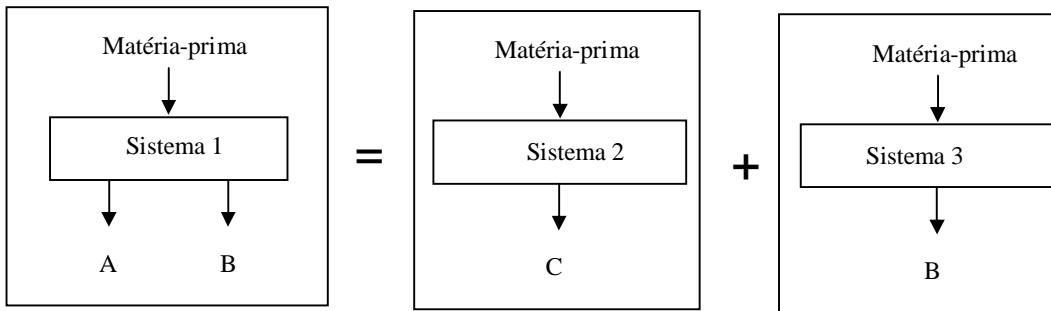 Matéria-prima
Sistema 1
A B
=
Matéria-prima
Sistema 2
C
+
Matéria-prima
Sistema 3
B